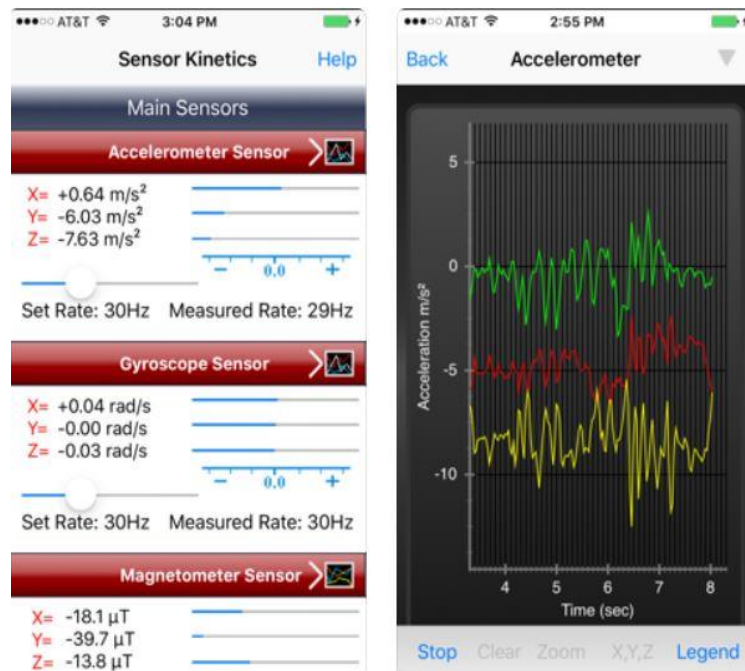 AT&T 3:04 PM
Sensor Kinetics Help
Main Sensors
Accelerometer Sensor
X= +0.64 m/s²
Y= -6.03 m/s²
Z= -7.63 m/s²
- 0.0 +
Set Rate: 30Hz Measured Rate: 29Hz
Gyroscope Sensor
X= +0.04 rad/s
Y= -0.00 rad/s
Z= -0.03 rad/s
- 0.0 +
Set Rate: 30Hz Measured Rate: 30Hz
Magnetometer Sensor
X= -18.1 µT
Y= -39.7 µT
Z= -13.8 µT
AT&T 2:55 PM
Back Accelerometer
Acceleration m/s²
5
0
-5
-10
4 5 6 7 8
Time (sec)
Stop Clear Zoom X,Y,Z Legend